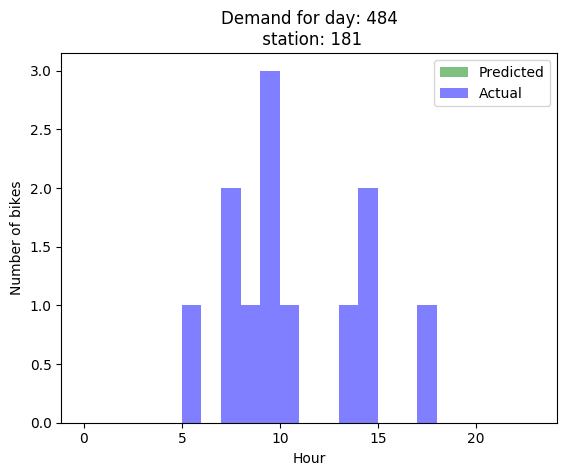 Demand for day: 484
station: 181
Predicted
Actual
Number of bikes
3.0
2.5
2.0
1.5
1.0
0.5
0.0
0
5
10
15
20
Hour